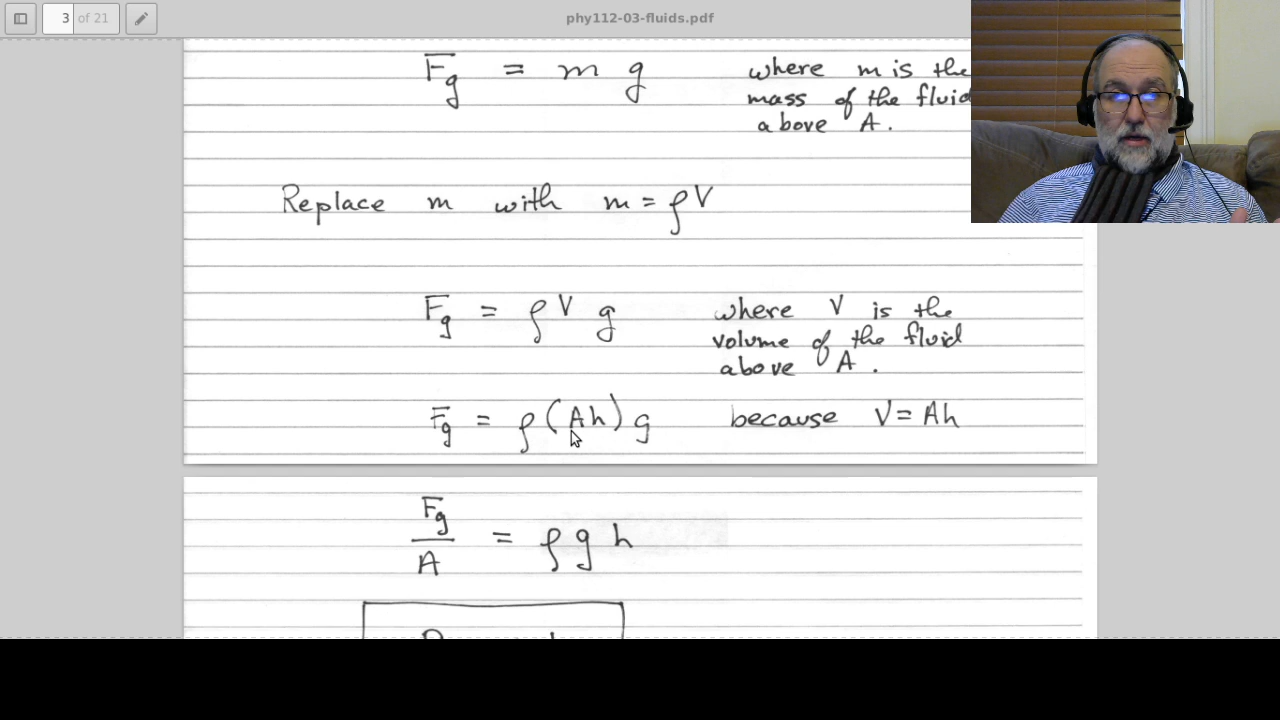 3 of 21
phy112-03-fluids.pdf
Fg = m g where m is the
mass of the fluid
above A.
Replace m with m = ρV
Fg = ρ V g where V is the
volume of the fluid
above A.
Fg = ρ (Ah) g because V = Ah
Fg
A = ρ g h